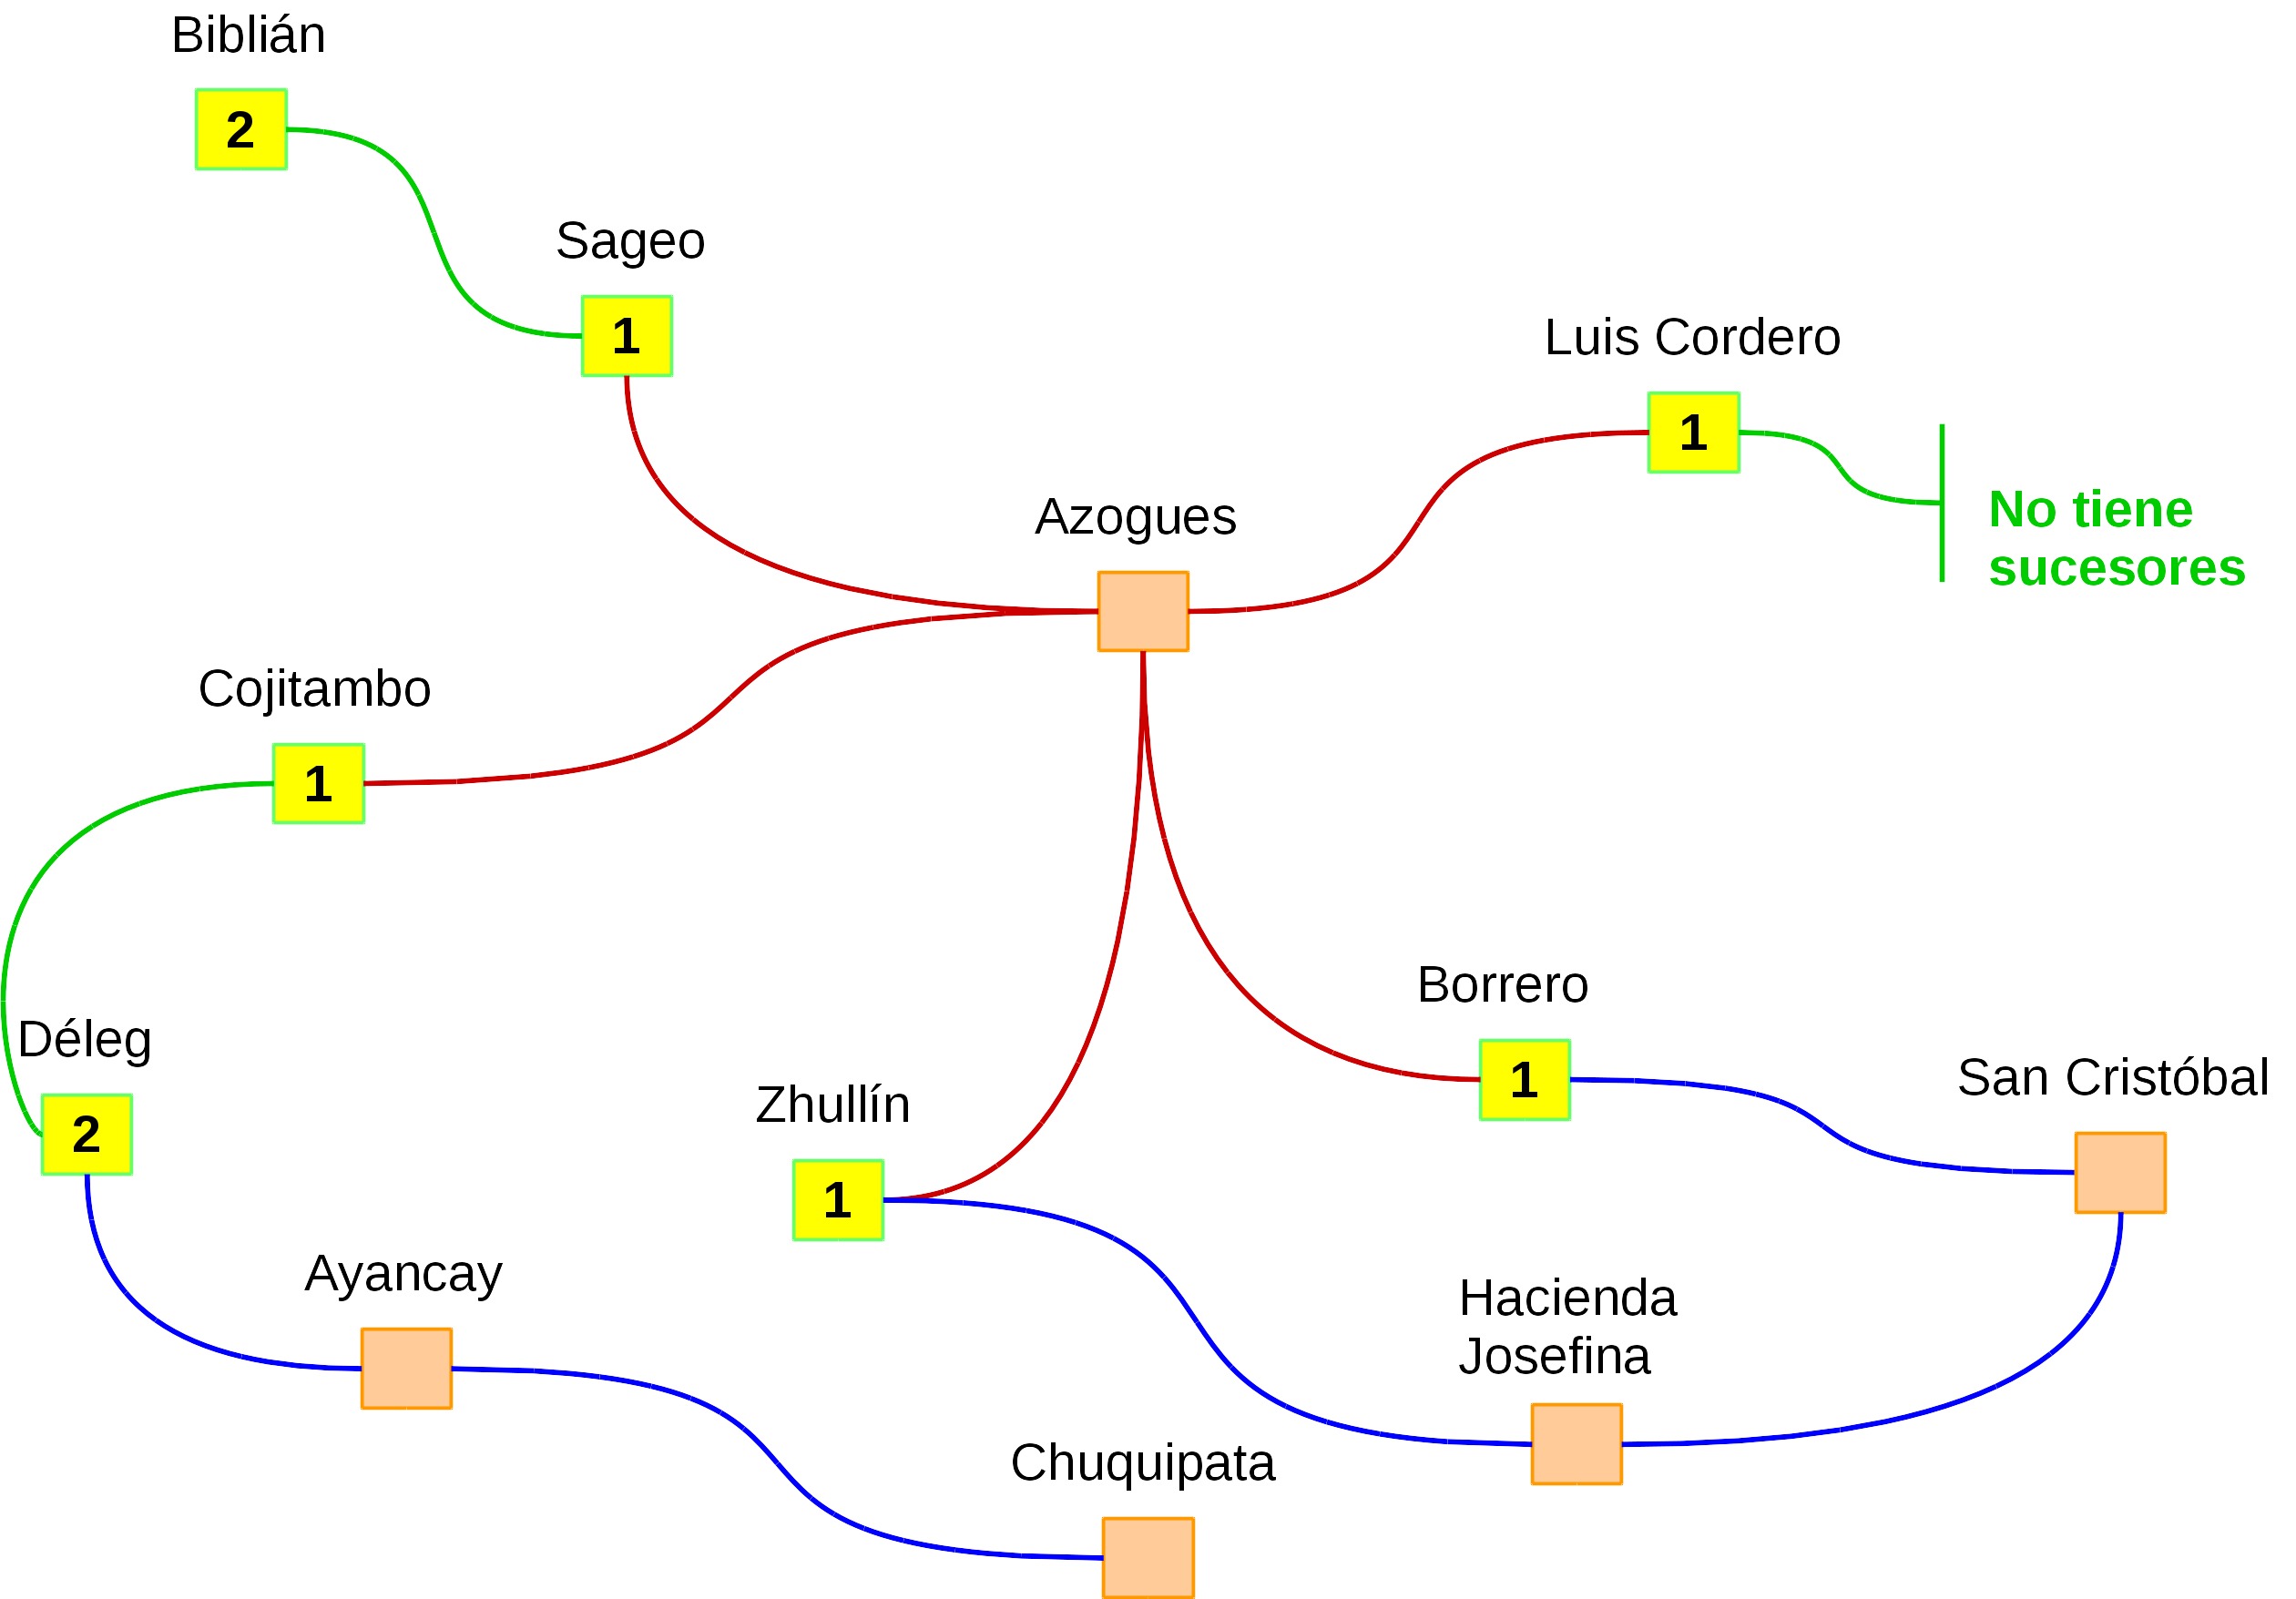 Biblián
2
Sageo
1
Luis Cordero
1
No tiene
sucesores
Azogues
Cojitambo
1
Borrero
1
Déleg
2
San Cristóbal
Zhullín
1
Ayancay
Hacienda
Josefina
Chuquipata